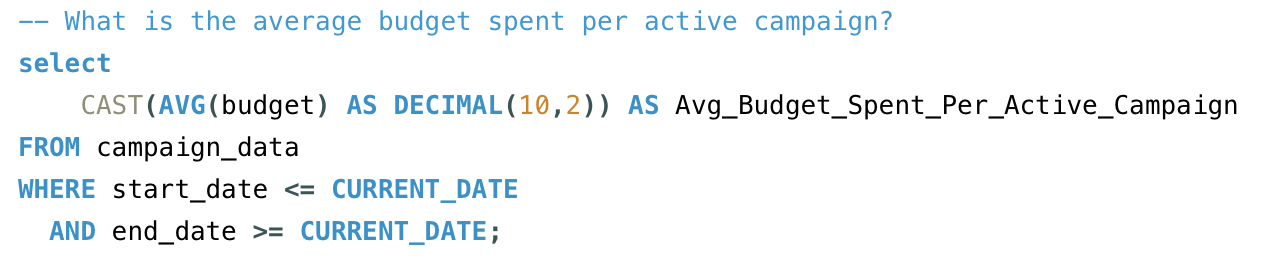 -- What is the average budget spent per active campaign?
select
    CAST(AVG(budget) AS DECIMAL(10,2)) AS Avg_Budget_Spent_Per_Active_Campaign
FROM campaign_data
WHERE start_date <= CURRENT_DATE
  AND end_date >= CURRENT_DATE;